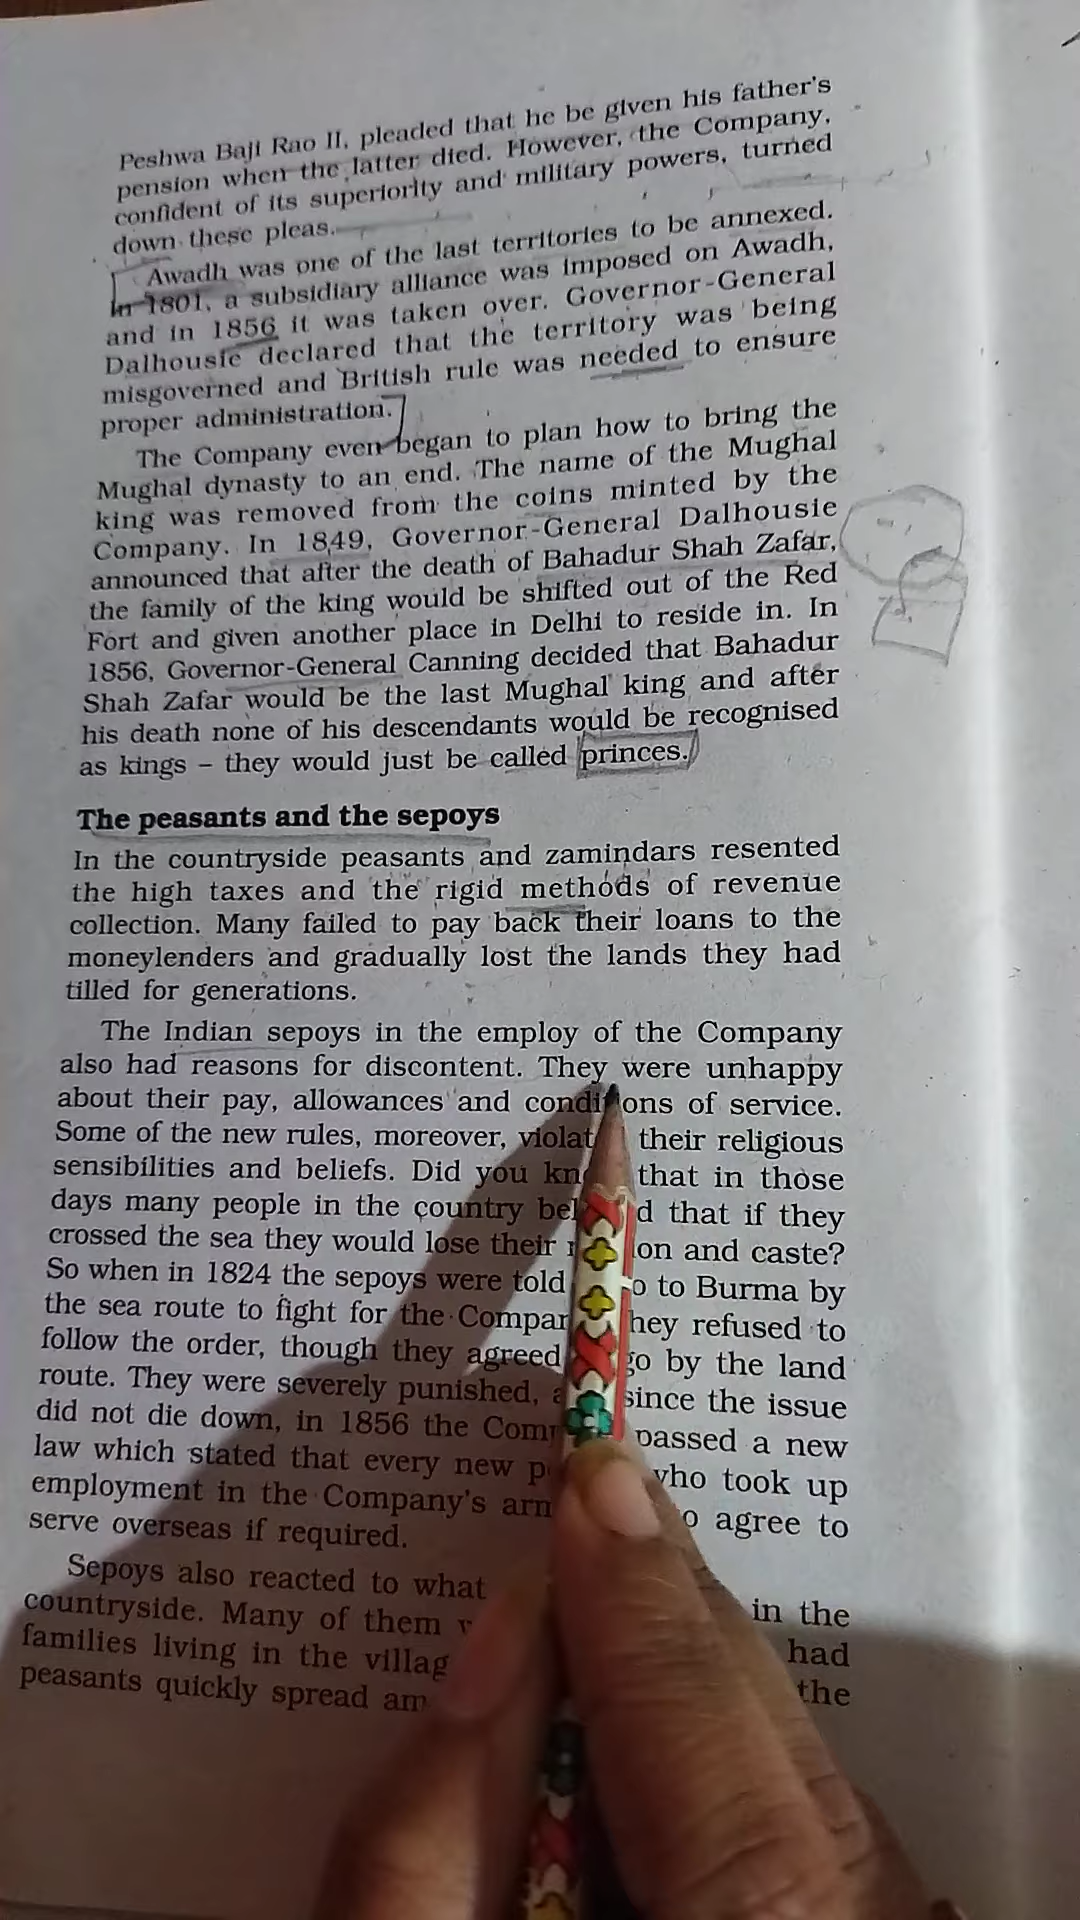 Peshwa Baji Rao II, pleaded that he be given his father's
pension when the latter died. However, the Company,
confident of its superiority and military powers, turned
down these pleas.
Awadh was one of the last territories to be annexed.
In 1801, a subsidiary alliance was imposed on Awadh,
and in 1856 it was taken over. Governor-General
Dalhousie declared that the territory was being
misgoverned and British rule was needed to ensure
proper administration.
The Company even began to plan how to bring the
Mughal dynasty to an end. The name of the Mughal
king was removed from the coins minted by the
Company. In 1849, Governor-General Dalhousie
announced that after the death of Bahadur Shah Zafar,
the family of the king would be shifted out of the Red
Fort and given another place in Delhi to reside in. In
1856, Governor-General Canning decided that Bahadur
Shah Zafar would be the last Mughal king and after
his death none of his descendants would be recognised
as kings – they would just be called princes.
The peasants and the sepoys
In the countryside peasants and zamindars resented
the high taxes and the rigid methods of revenue
collection. Many failed to pay back their loans to the
moneylenders and gradually lost the lands they had
tilled for generations.
The Indian sepoys in the employ of the Company
also had reasons for discontent. They were unhappy
about their pay, allowances and conditions of service.
Some of the new rules, moreover, their religious
sensibilities and beliefs. Did you that in those
days many people in the country that if they
crossed the sea they would lose their and caste?
So when in 1824 the sepoys were told to Burma by
the sea route to fight for the refused to
follow the order, though they agreed go by the land
route. They were severely punished, since the issue
did not die down, in 1856 the passed a new
law which stated that every new who took up
employment in the Company's agree to
serve overseas if required.
Sepoys also reacted to what
countryside. Many of them in the
families living in the had
peasants quickly spread the